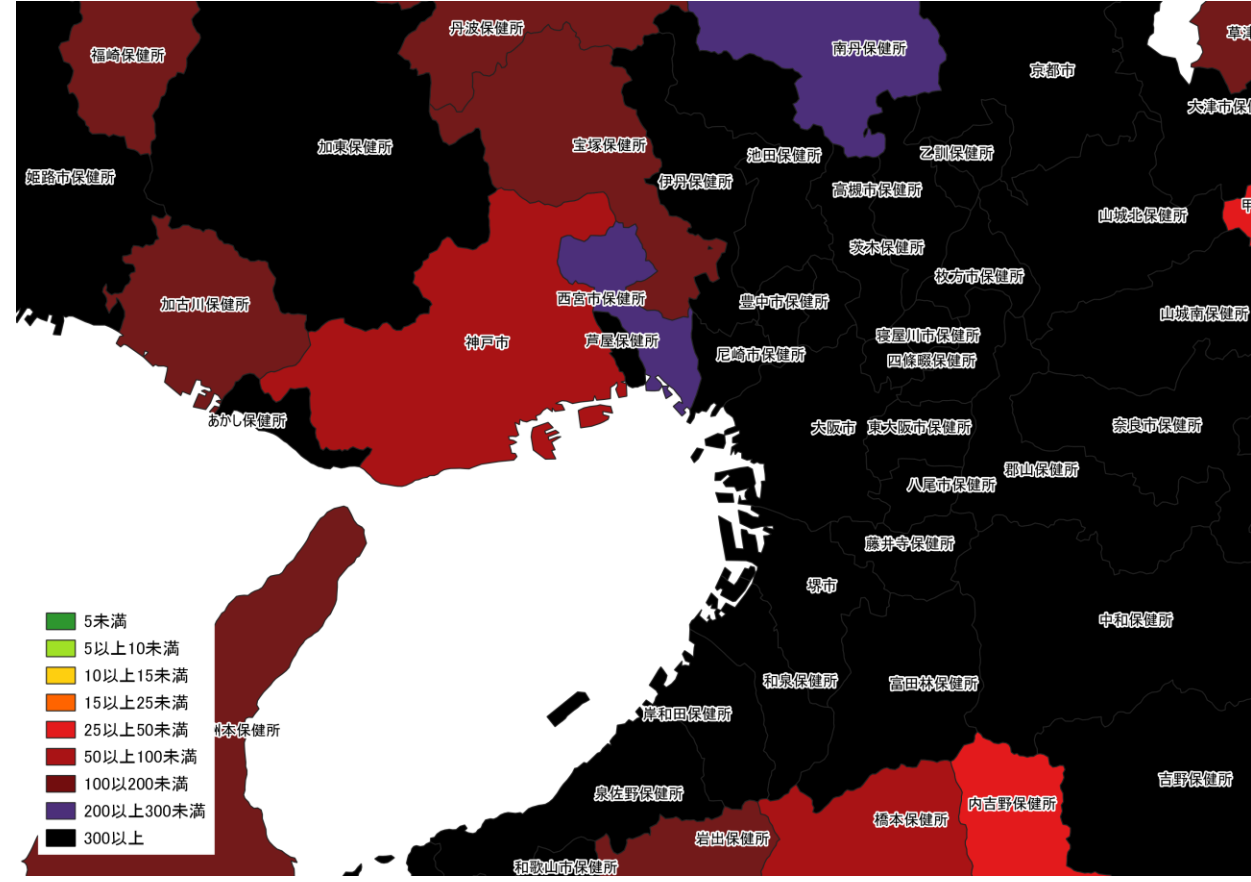 丹波保健所
福崎保健所
南丹保健所
京都市
草津
大津市保健
加東保健所
宝塚保健所
池田保健所
乙訓保健所
姫路市保健所
伊丹保健所
高槻市保健所
甲
山城北保健所
茨木保健所
枚方市保健所
加古川保健所
西宮市保健所
豊中市保健所
山城南保健所
神戸市
芦屋保健所
寝屋川市保健所
尼崎市保健所
四條畷保健所
あかし保健所
大阪市
東大阪市保健所
奈良市保健所
郡山保健所
八尾市保健所
藤井寺保健所
堺市
中和保健所
和泉保健所
富田林保健所
岸和田保健所
洲本保健所
吉野保健所
泉佐野保健所
内吉野保健所
橋本保健所
岩出保健所
和歌山市保健所
5未満
5以上10未満
10以上15未満
15以上25未満
25以上50未満
50以上100未満
100以200未満
200以上300未満
300以上